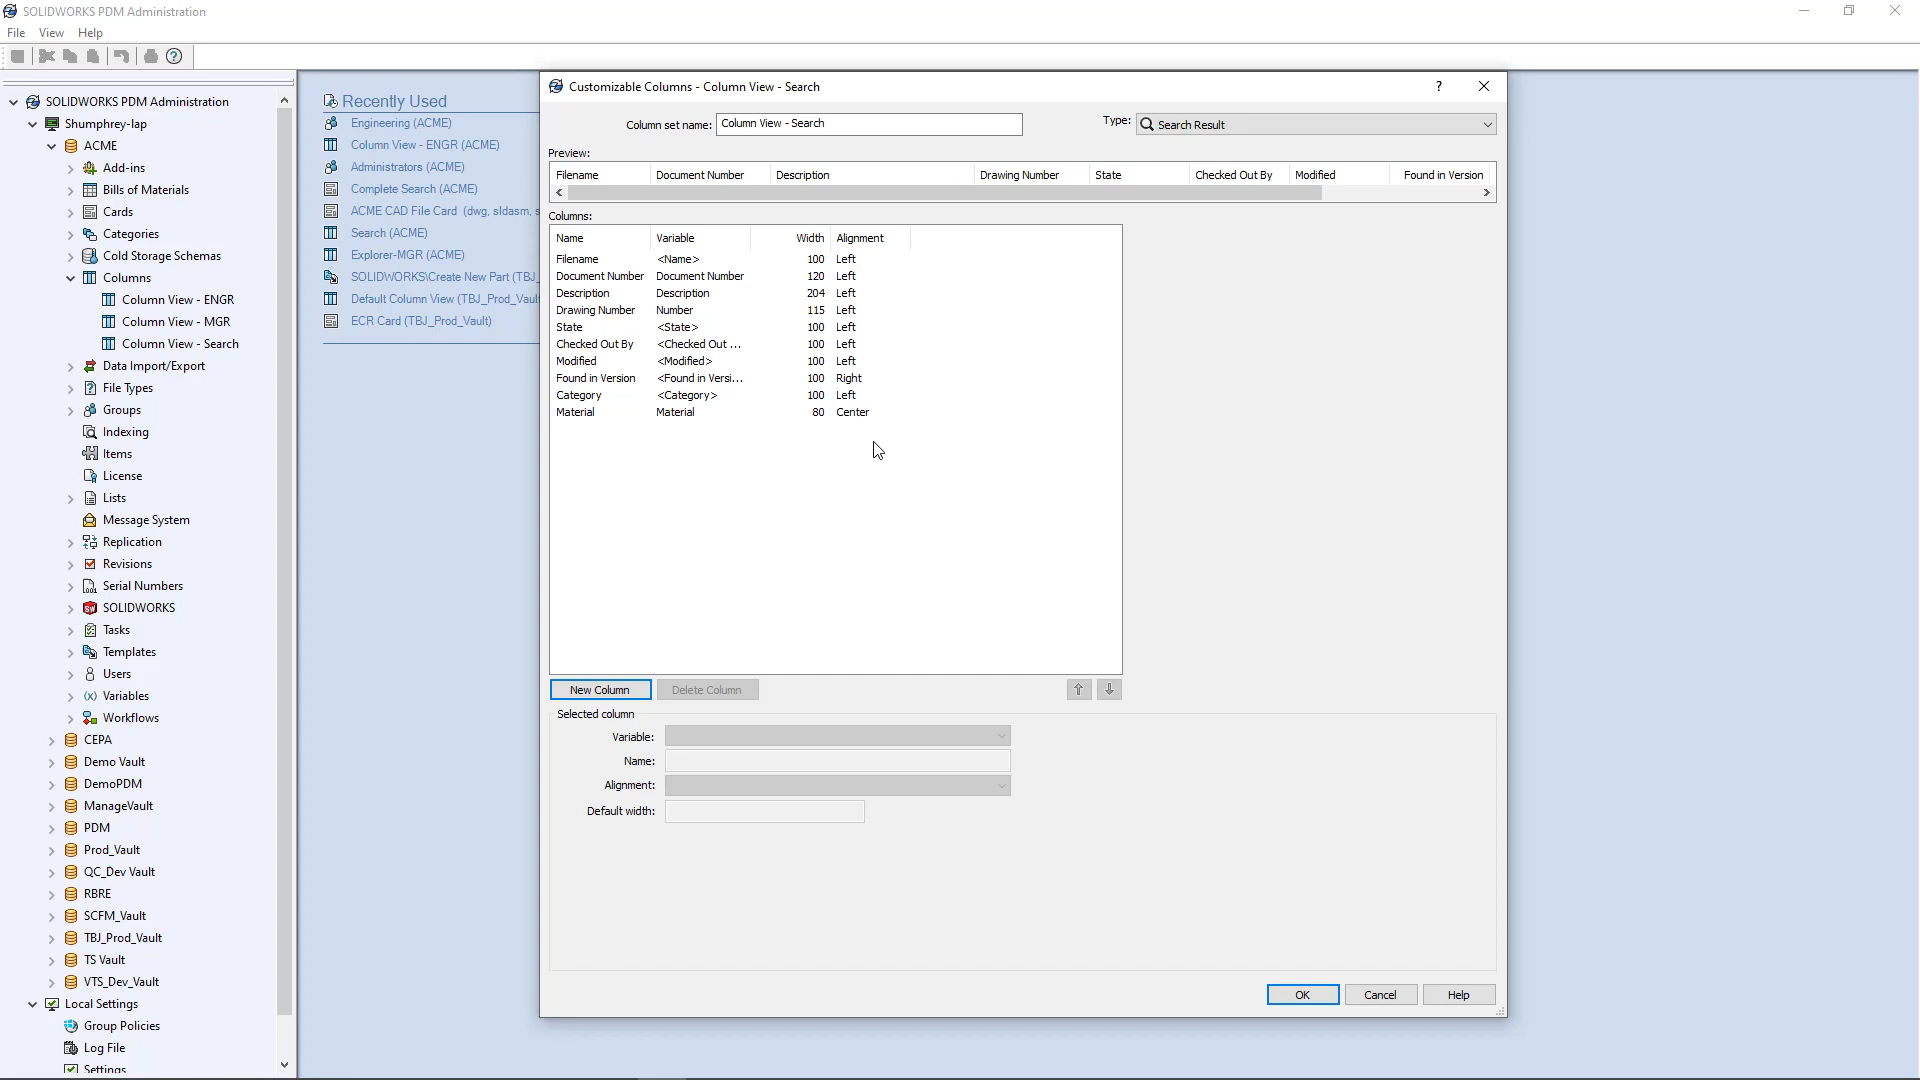 SOLIDWORKS PDM Administration
File View Help
SOLIDWORKS PDM Administration
Shumphrey-lap
ACME
Add-ins
Bills of Materials
Cards
Categories
Cold Storage Schemas
Columns
Column View - ENGR
Column View - MGR
Column View - Search
Data Import/Export
File Types
Groups
Indexing
Items
License
Lists
Message System
Replication
Revisions
Serial Numbers
SOLIDWORKS
Tasks
Templates
Users
Variables
Workflows
CEPA
Demo Vault
DemoPDM
ManageVault
PDM
Prod_Vault
QC_Dev Vault
RBRE
SCFM_Vault
TBJ_Prod_Vault
TS Vault
VTS_Dev_Vault
Local Settings
Group Policies
Log File
Settings
Recently Used
Engineering (ACME)
Column View - ENGR (ACME)
Administrators (ACME)
Complete Search (ACME)
ACME CAD File Card (dwg, sldasm, s
Search (ACME)
Explorer-MGR (ACME)
SOLIDWORKS\Create New Part (TBJ_
Default Column View (TBJ_Prod_Vaul
ECR Card (TBJ_Prod_Vault)
Customizable Columns - Column View - Search
Column set name: Column View - Search Type: Search Result
Preview:
Filename Document Number Description Drawing Number State Checked Out By Modified Found in Version
Columns:
Name Variable Width Alignment
Filename <Name> 100 Left
Document Number Document Number 120 Left
Description Description 204 Left
Drawing Number Number 115 Left
State <State> 100 Left
Checked Out By <Checked Out ... 100 Left
Modified <Modified> 100 Left
Found in Version <Found in Versi... 100 Right
Category <Category> 100 Left
Material Material 80 Center
New Column Delete Column
Selected column
Variable:
Name:
Alignment:
Default width:
OK Cancel Help